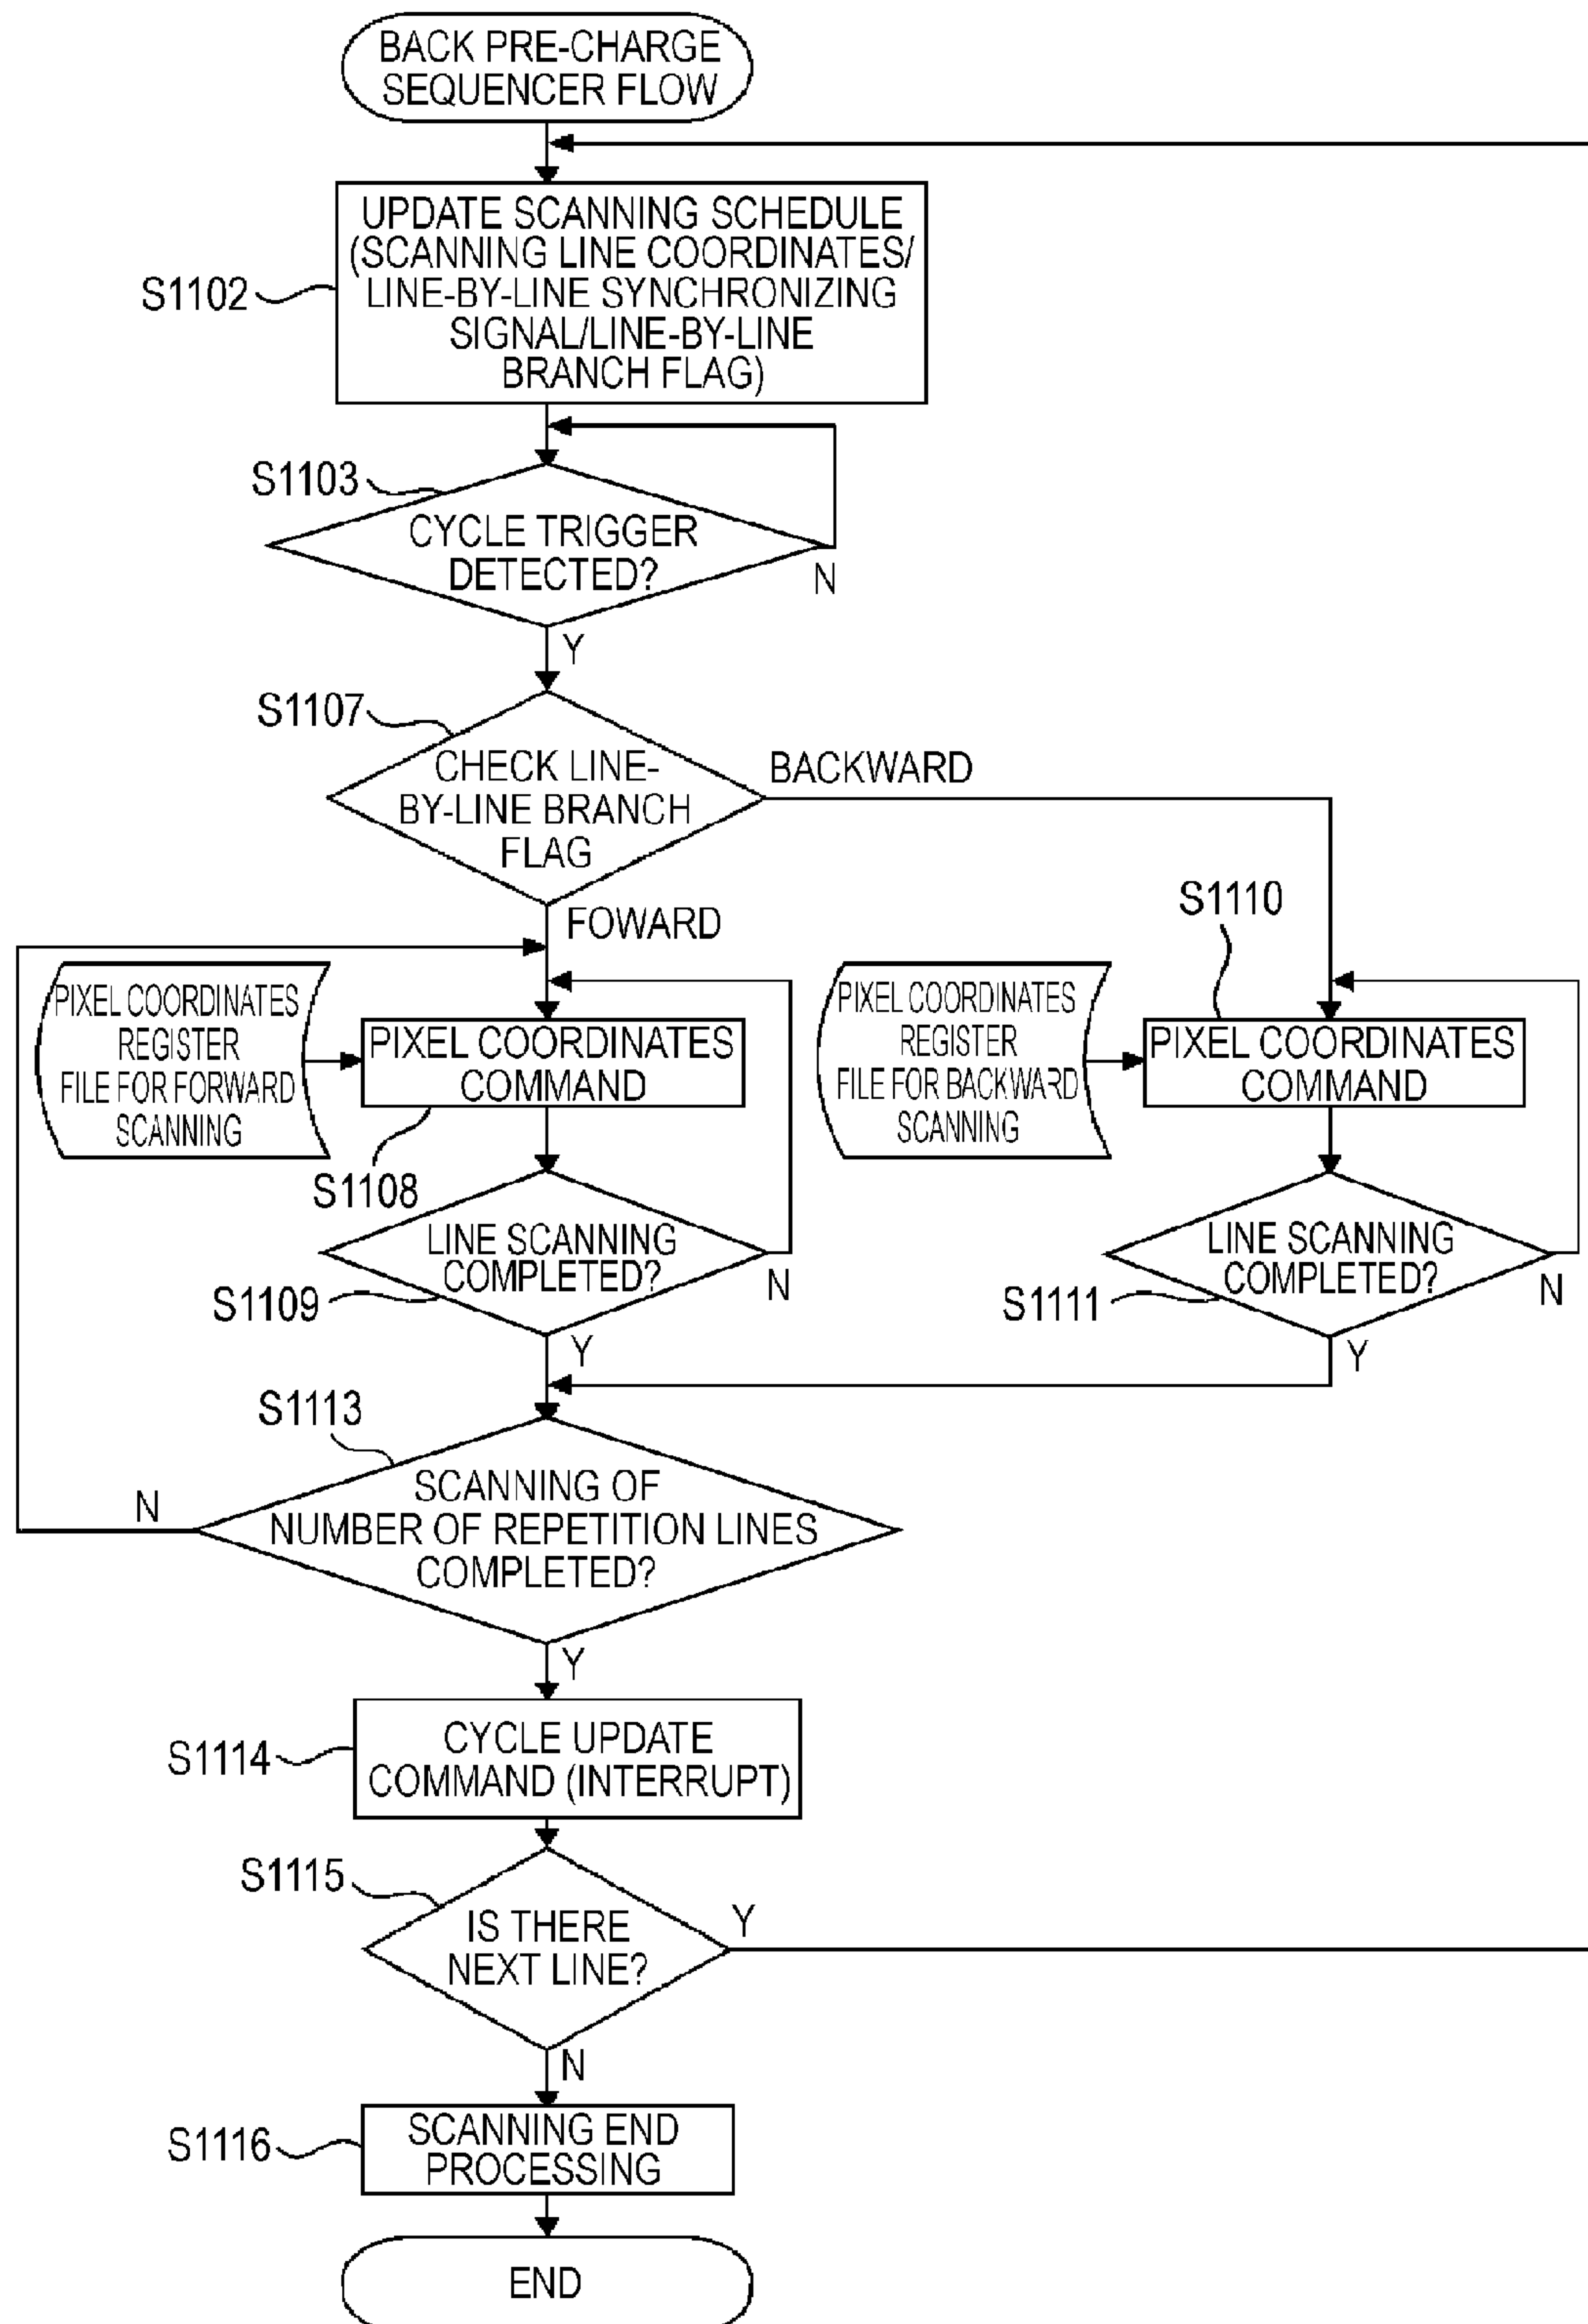 BACK PRE-CHARGE
SEQUENCER FLOW
UPDATE SCANNING SCHEDULE
(SCANNING LINE COORDINATES/
LINE-BY-LINE SYNCHRONIZING
SIGNAL/LINE-BY-LINE
BRANCH FLAG)
S1102
S1103
CYCLE TRIGGER
DETECTED?
N
Y
S1107
CHECK LINE-
BY-LINE BRANCH
FLAG
BACKWARD
FOWARD
S1110
PIXEL COORDINATES
REGISTER
FILE FOR FORWARD
SCANNING
PIXEL COORDINATES
COMMAND
S1108
PIXEL COORDINATES
REGISTER
FILE FOR BACKWARD
SCANNING
PIXEL COORDINATES
COMMAND
LINE SCANNING
COMPLETED?
N
S1109
Y
LINE SCANNING
COMPLETED?
N
S1111
Y
S1113
SCANNING OF
NUMBER OF REPETITION LINES
COMPLETED?
N
Y
S1114
CYCLE UPDATE
COMMAND (INTERRUPT)
S1115
IS THERE
NEXT LINE?
Y
N
S1116
SCANNING END
PROCESSING
END